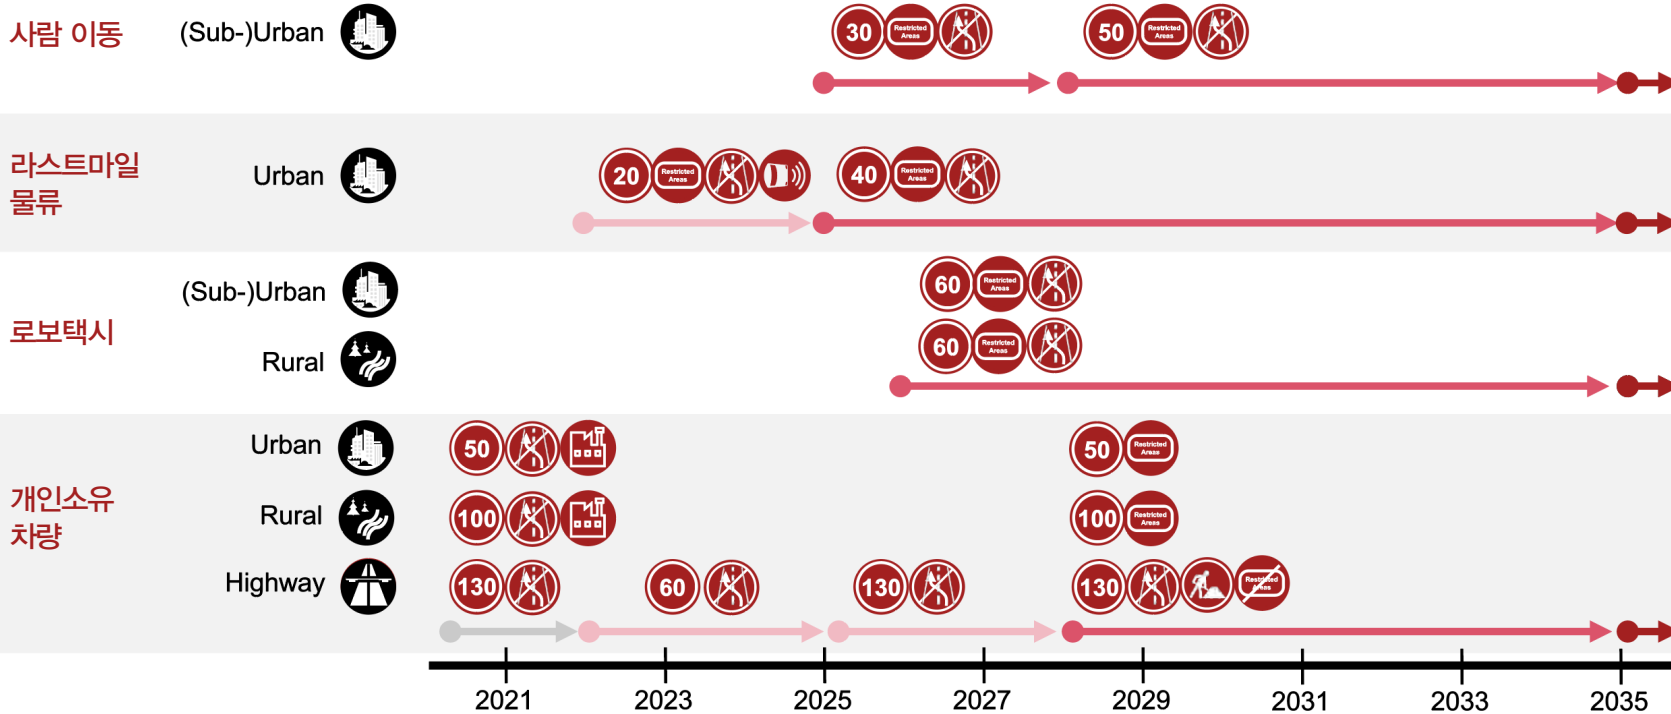 사람 이동
(Sub-)Urban
30
Restricted
Areas
50
Restricted
Areas
라스트마일
물류
Urban
20
Restricted
Areas
40
Restricted
Areas
로보택시
(Sub-)Urban
60
Restricted
Areas
Rural
60
Restricted
Areas
개인소유
차량
Urban
50
50
Restricted
Areas
Rural
100
100
Restricted
Areas
Highway
130
60
130
130
Restricted
Areas
2021 2023 2025 2027 2029 2031 2033 2035